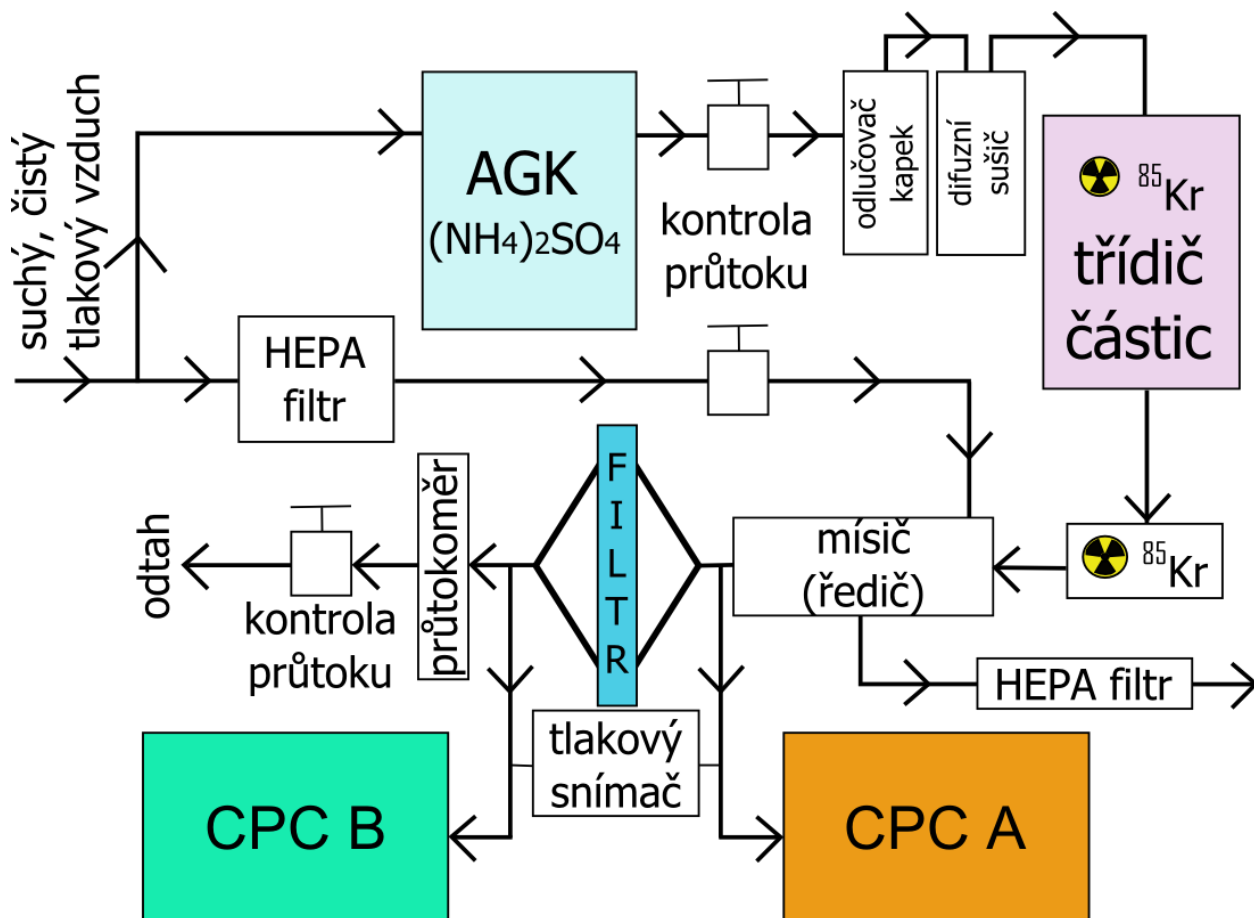 suchý, čistý
tlakový vzduch
AGK
(NH4)2SO4
kontrola
průtoku
odlučovač
kapek
difuzní
sušič
85Kr
třídič
částic
HEPA
filtr
FILTR
mísič
(ředič)
85Kr
HEPA filtr
průtokoměr
kontrola
průtoku
odtah
tlakový
snímač
CPC B
CPC A